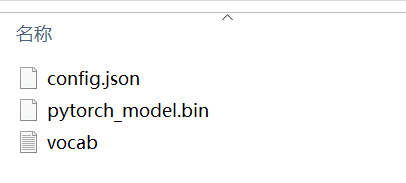 名称
config.json
pytorch_model.bin
vocab